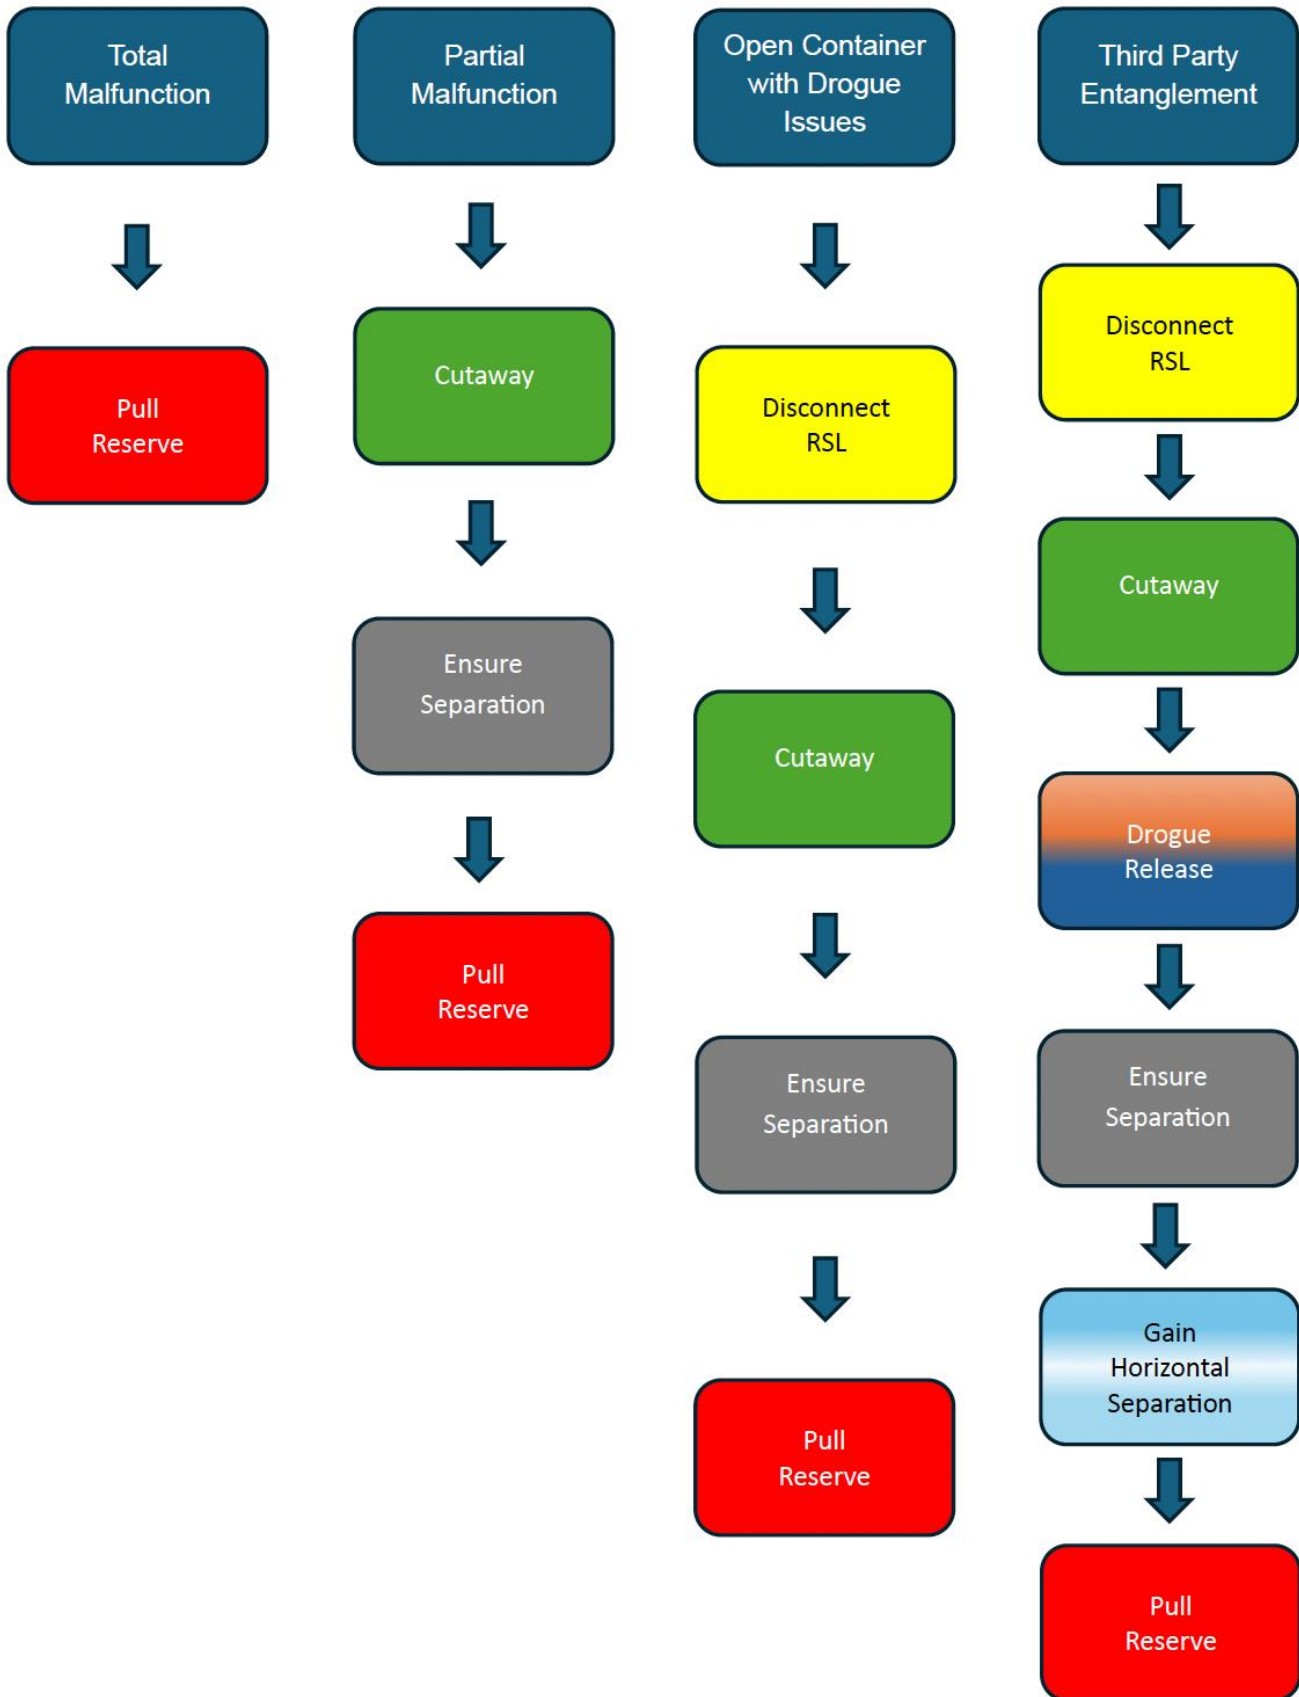 Total
Malfunction
Pull
Reserve
Partial
Malfunction
Cutaway
Ensure
Separation
Pull
Reserve
Open Container
with Drogue
Issues
Disconnect
RSL
Cutaway
Ensure
Separation
Pull
Reserve
Third Party
Entanglement
Disconnect
RSL
Cutaway
Drogue
Release
Ensure
Separation
Gain
Horizontal
Separation
Pull
Reserve